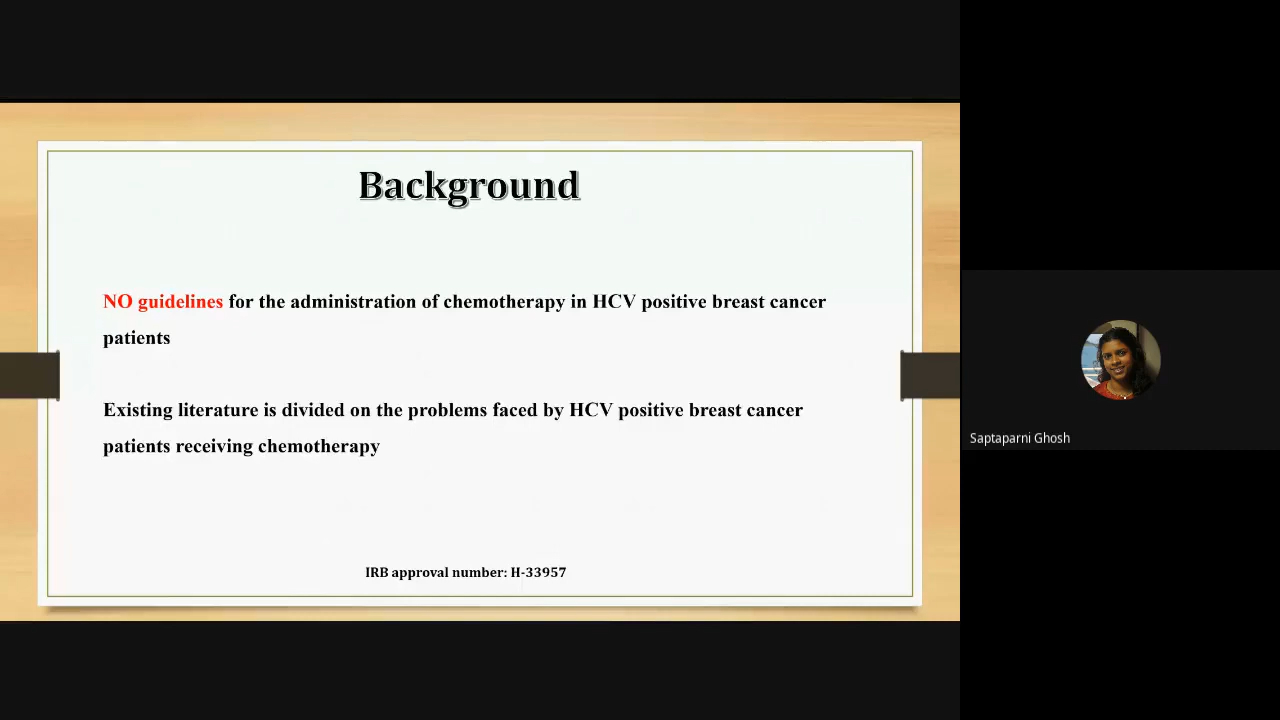 Background
NO guidelines for the administration of chemotherapy in HCV positive breast cancer
patients
Existing literature is divided on the problems faced by HCV positive breast cancer
patients receiving chemotherapy
IRB approval number: H-33957
Saptaparni Ghosh